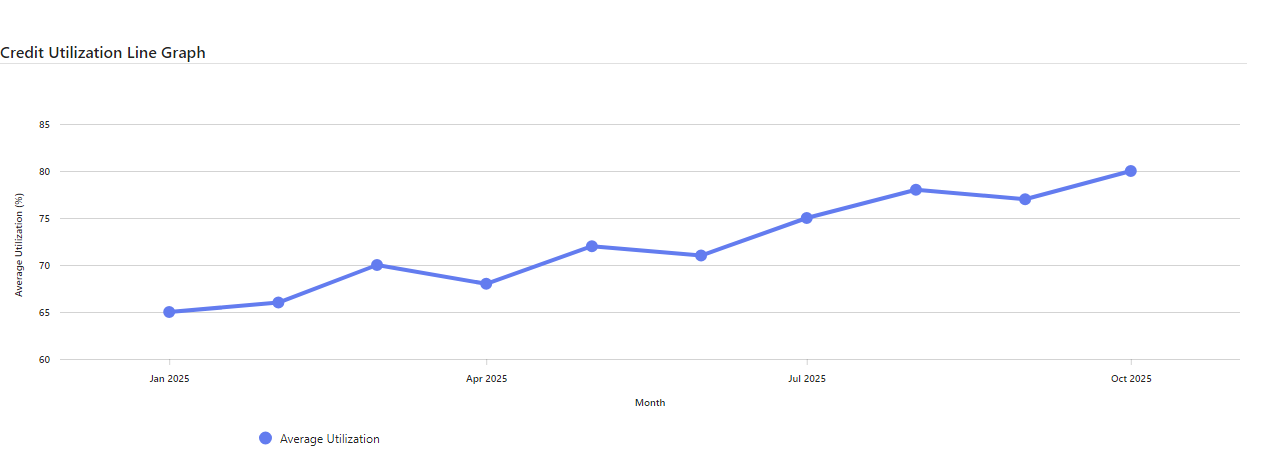 Credit Utilization Line Graph
85
80
75
70
65
60
Average Utilization (%)
Jan 2025 Apr 2025 Jul 2025 Oct 2025
Month
Average Utilization